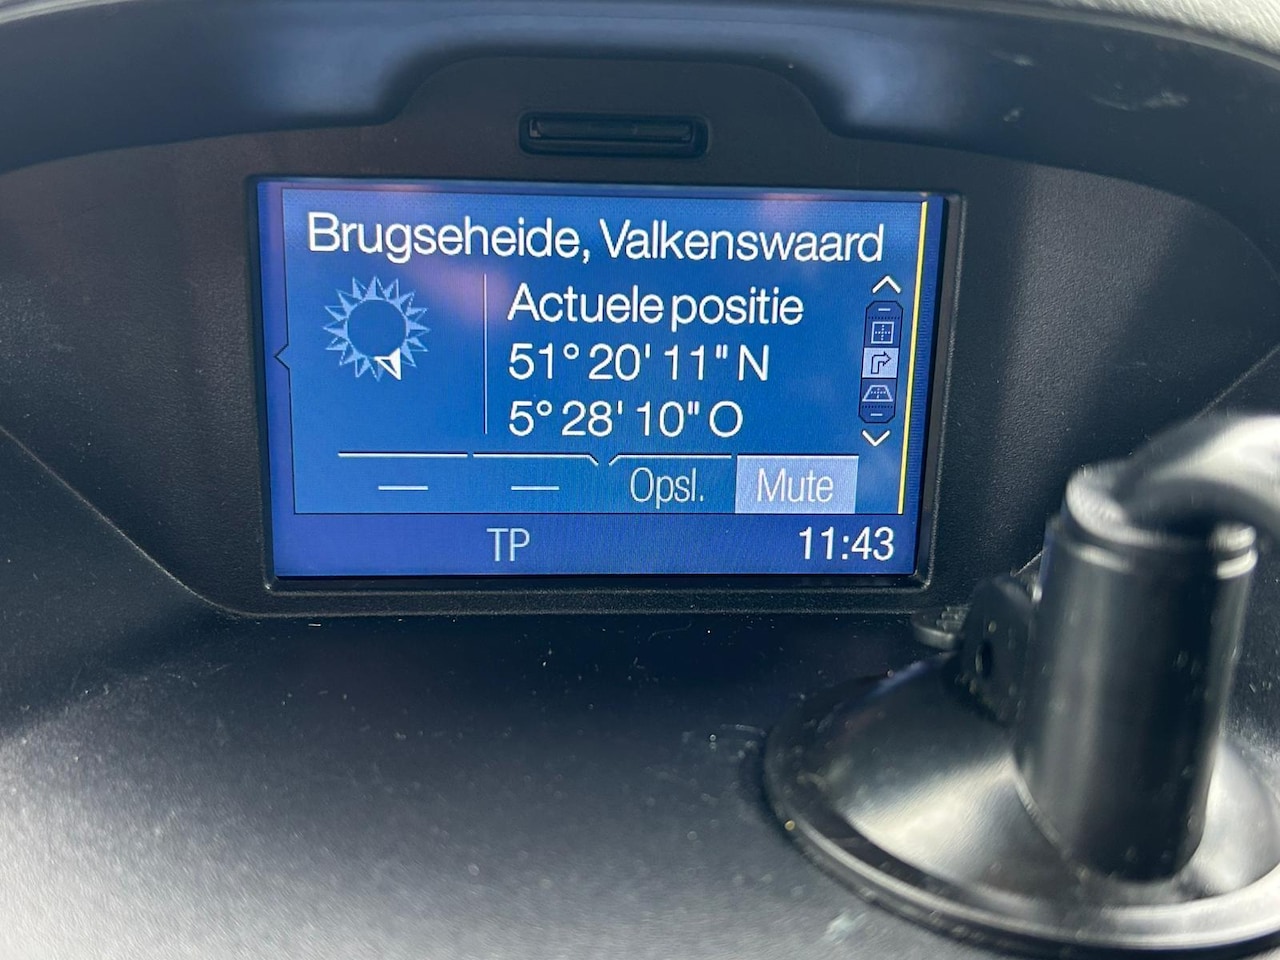 Brugseheide, Valkenswaard
Actuele positie
51° 20' 11" N
5° 28' 10" O
Opsl. Mute
TP 11:43